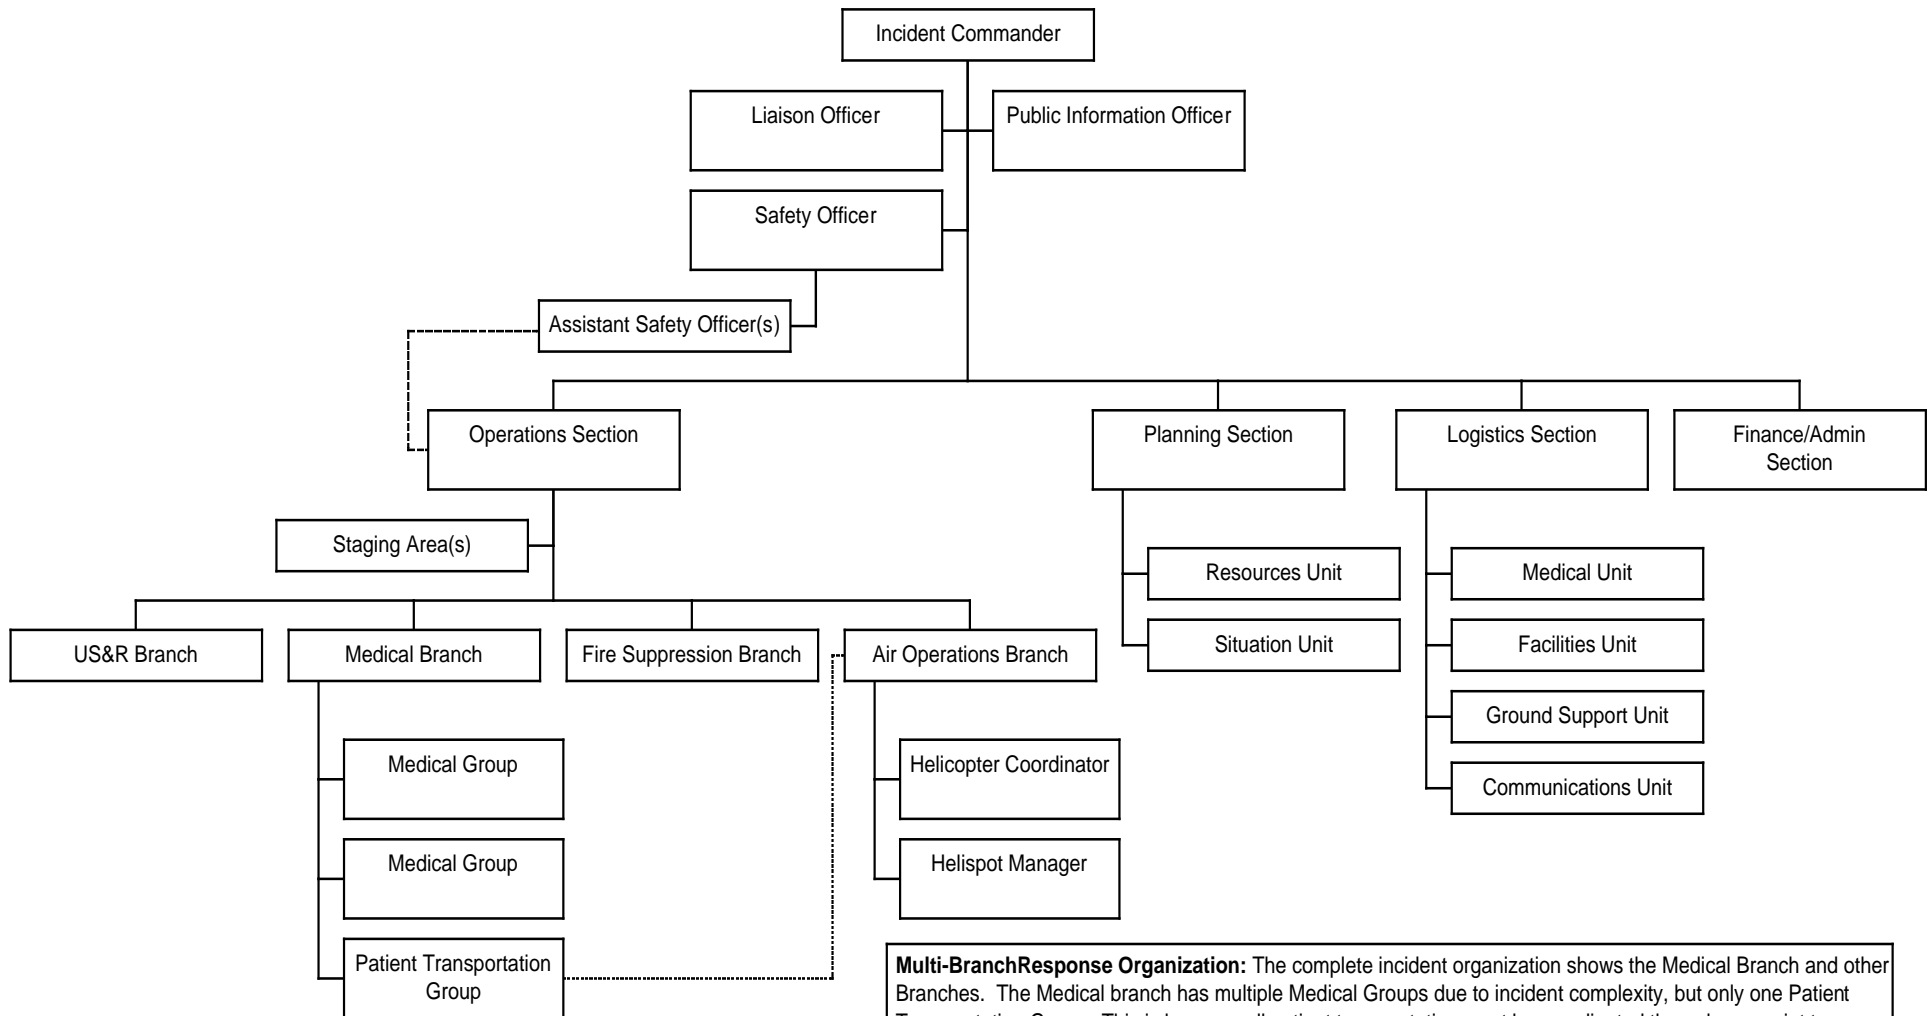 Incident Commander
Liaison Officer
Public Information Officer
Safety Officer
Assistant Safety Officer(s)
Operations Section
Planning Section
Logistics Section
Finance/Admin
Section
Staging Area(s)
Resources Unit
Medical Unit
Situation Unit
Facilities Unit
Ground Support Unit
Communications Unit
US&R Branch
Medical Branch
Fire Suppression Branch
Air Operations Branch
Medical Group
Helicopter Coordinator
Medical Group
Helispot Manager
Patient Transportation
Group
Multi-BranchResponse Organization: The complete incident organization shows the Medical Branch and other
Branches. The Medical branch has multiple Medical Groups due to incident complexity, but only one Patient